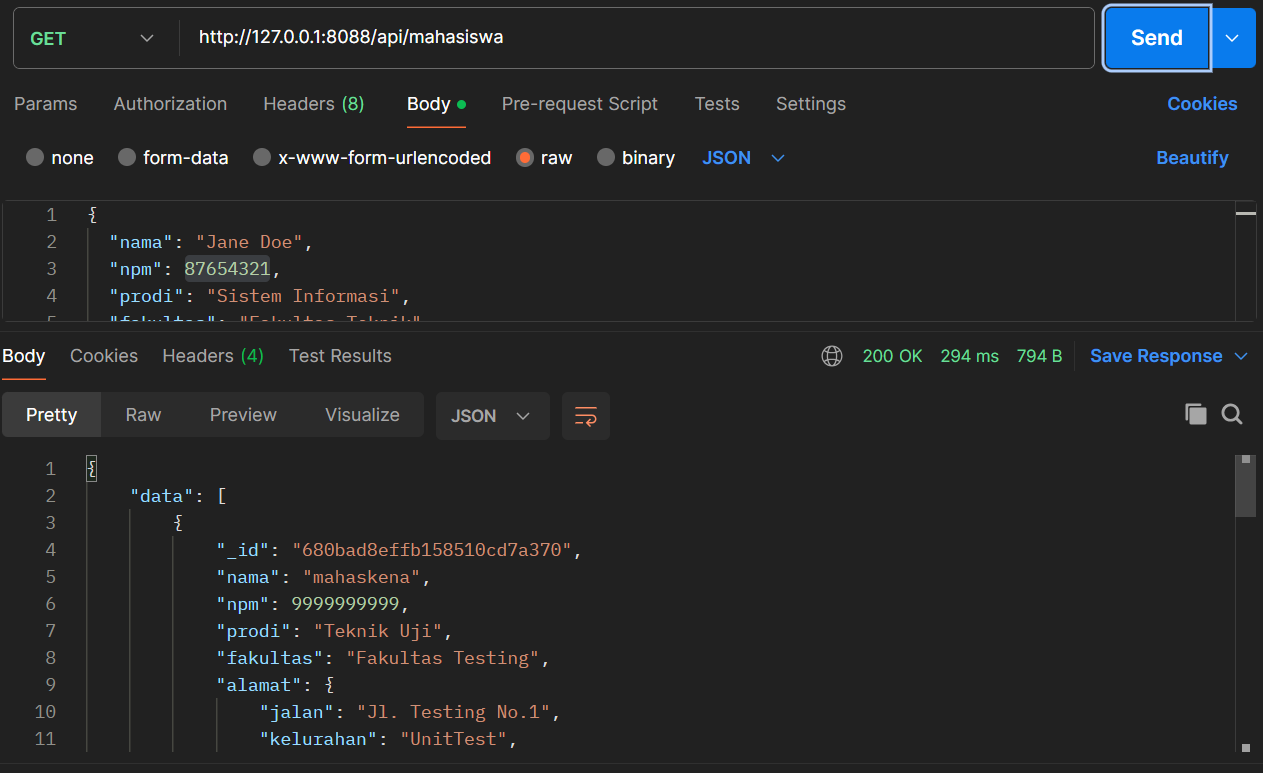 GET http://127.0.0.1:8088/api/mahasiswa Send
Params Authorization Headers (8) Body Pre-request Script Tests Settings Cookies
none form-data x-www-form-urlencoded raw binary JSON Beautify
1 {
2 "nama": "Jane Doe",
3 "npm": 87654321,
4 "prodi": "Sistem Informasi",
5 "fakultas": "Fakultas Teknik"
Body Cookies Headers (4) Test Results 200 OK 294 ms 794 B Save Response
Pretty Raw Preview Visualize JSON
1 {
2 "data": [
3 {
4 "_id": "680bad8effb158510cd7a370",
5 "nama": "mahaskena",
6 "npm": 9999999999,
7 "prodi": "Teknik Uji",
8 "fakultas": "Fakultas Testing",
9 "alamat": {
10 "jalan": "Jl. Testing No.1",
11 "kelurahan": "UnitTest",